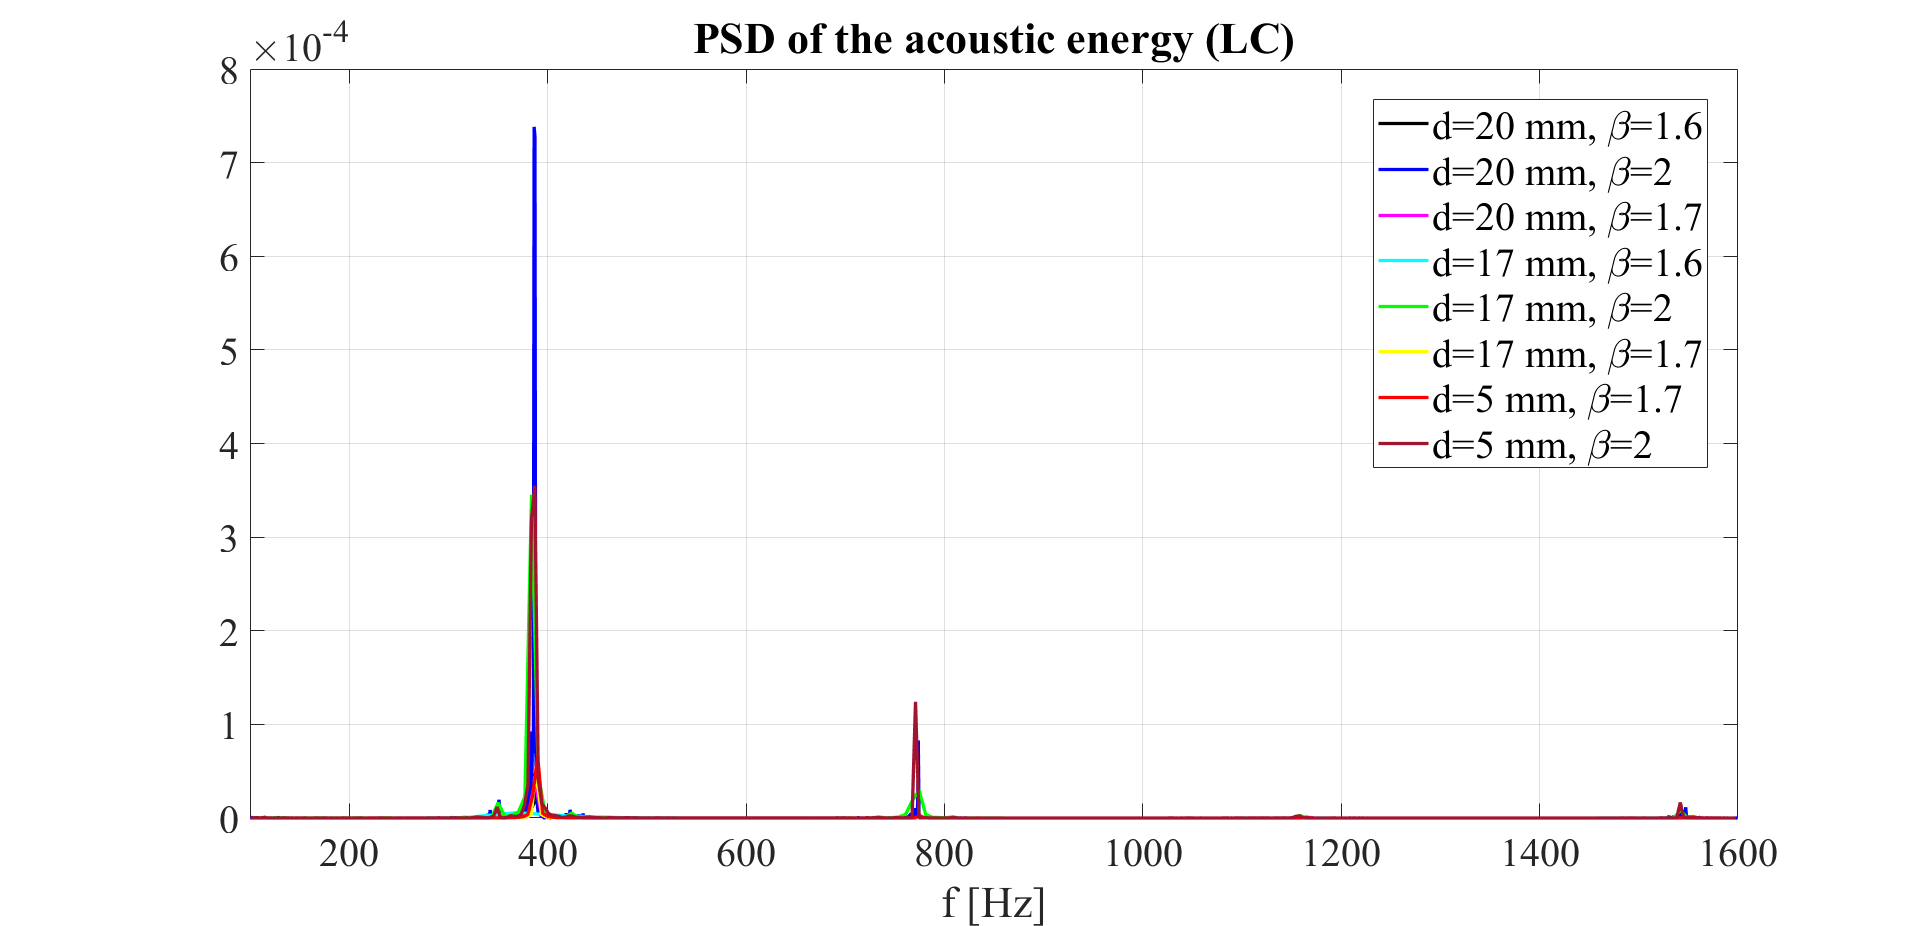 PSD of the acoustic energy (LC)
×10-4
8
7
6
5
4
3
2
1
0
200 400 600 800 1000 1200 1400 1600
f [Hz]
d=20 mm, β=1.6
d=20 mm, β=2
d=20 mm, β=1.7
d=17 mm, β=1.6
d=17 mm, β=2
d=17 mm, β=1.7
d=5 mm, β=1.7
d=5 mm, β=2